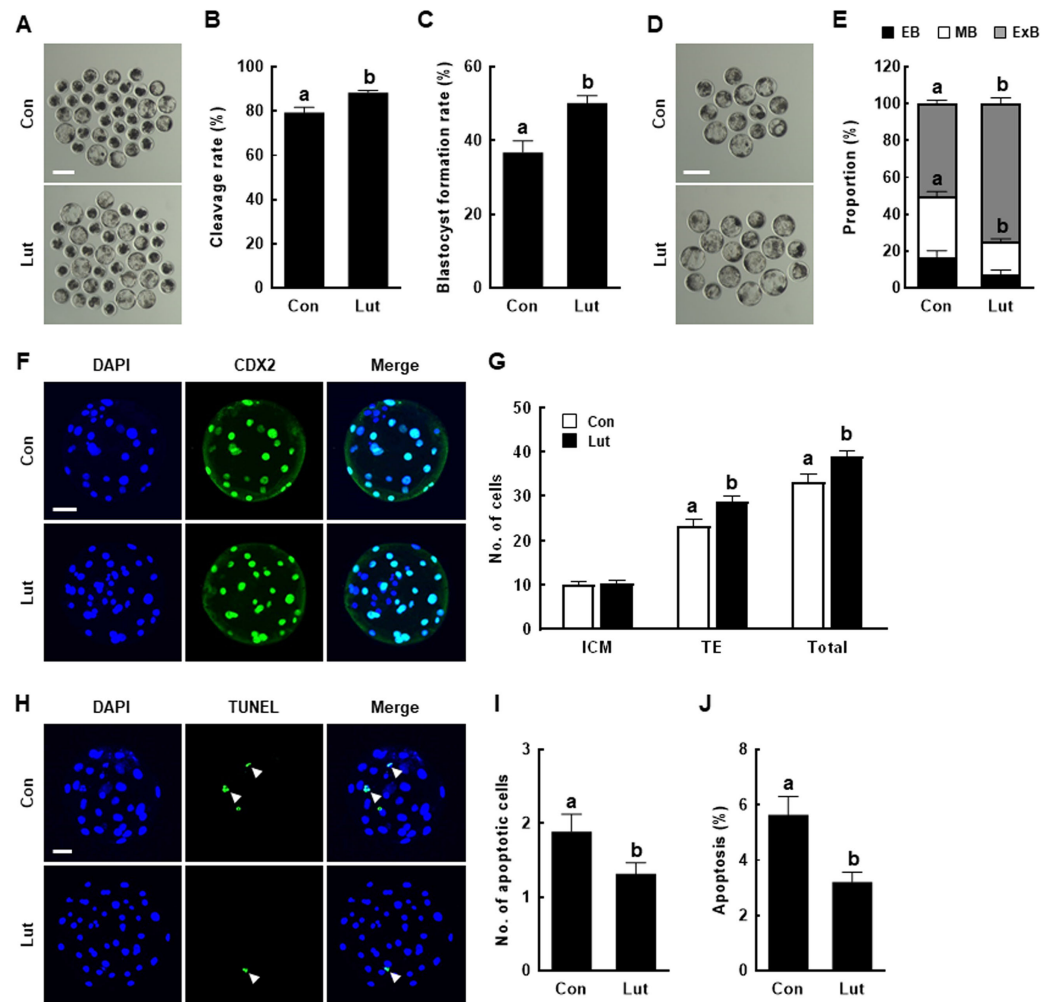 A
B
C
D
E
EB MB ExB
Con
Lut
Cleavage rate (%)
100
80
60
40
20
0
a
b
Con Lut
Blastocyst formation rate (%)
60
40
20
0
a
b
Con Lut
Con
Lut
Proportion (%)
120
100
80
60
40
20
0
a
b
a
b
Con Lut
F
DAPI CDX2 Merge
Con
Lut
G
No. of cells
50
40
30
20
10
0
Con
Lut
a
b
a
b
ICM TE Total
H
DAPI TUNEL Merge
Con
Lut
I
No. of apoptotic cells
3
2
1
0
a
b
Con Lut
J
Apoptosis (%)
8
6
4
2
0
a
b
Con Lut